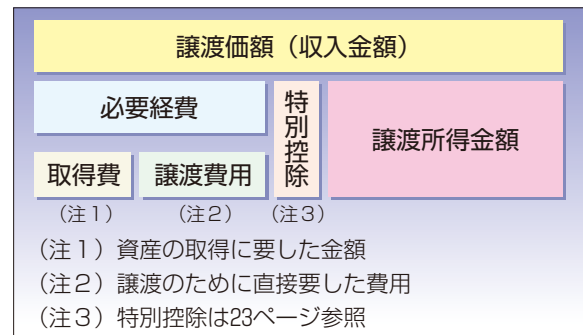 譲渡価額（収入金額）
必要経費
特別控除
譲渡所得金額
取得費
譲渡費用
（注１）
（注２）
（注３）
（注１）資産の取得に要した金額
（注２）譲渡のために直接要した費用
（注３）特別控除は23ページ参照